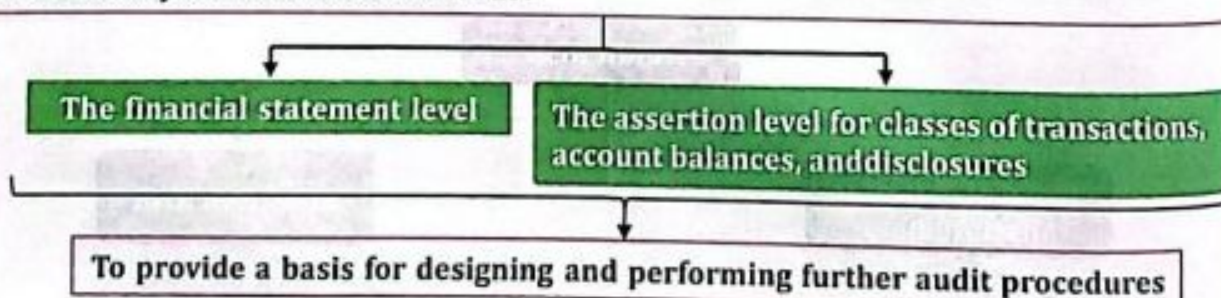 The financial statement level
The assertion level for classes of transactions,
account balances, anddisclosures
To provide a basis for designing and performing further audit procedures